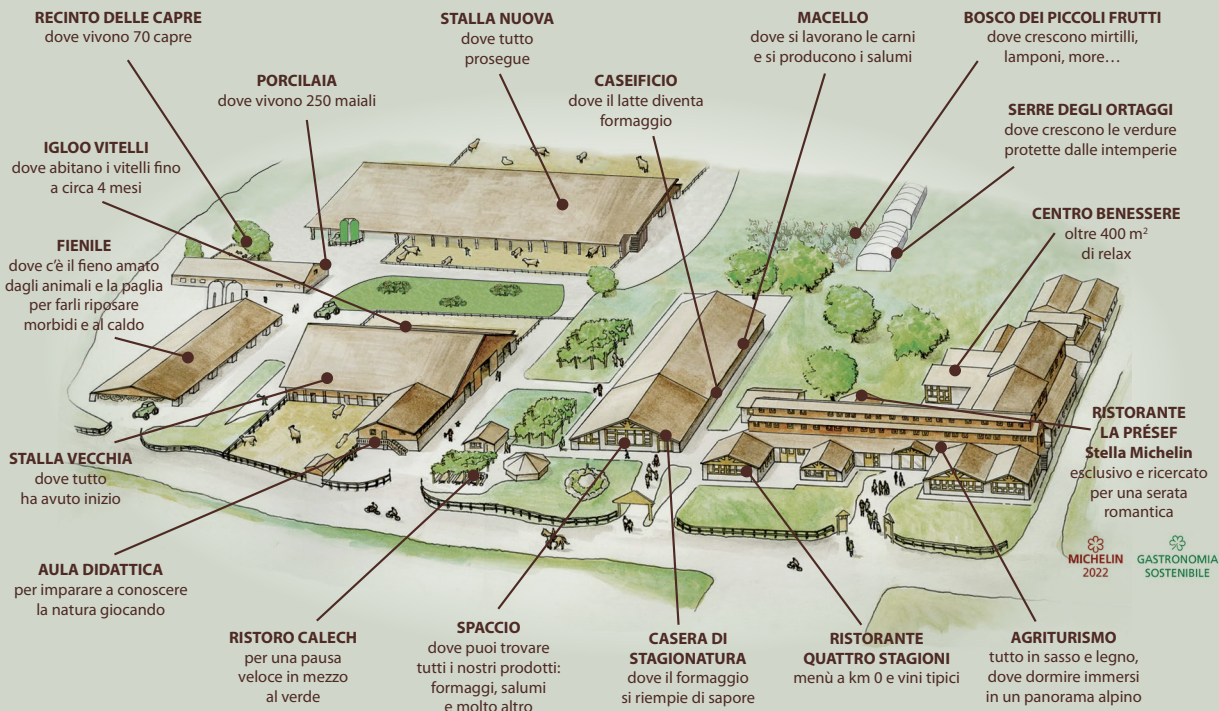 RECINTO DELLE CAPRE
dove vivono 70 capre
STALLA NUOVA
dove tutto
prosegue
MACELLO
dove si lavorano le carni
e si producono i salumi
BOSCO DEI PICCOLI FRUTTI
dove crescono mirtilli,
lamponi, more…
PORCILAIA
dove vivono 250 maiali
CASEIFICIO
dove il latte diventa
formaggio
SERRE DEGLI ORTAGGI
dove crescono le verdure
protette dalle intemperie
IGLOO VITELLI
dove abitano i vitelli fino
a circa 4 mesi
CENTRO BENESSERE
oltre 400 m²
di relax
FIENILE
dove c'è il fieno amato
dagli animali e la paglia
per farli riposare
morbidi e al caldo
RISTORANTE
LA PRÉSEF
Stella Michelin
esclusivo e ricercato
per una serata
romantica
MICHELIN
2022
GASTRONOMIA
SOSTENIBILE
STALLA VECCHIA
dove tutto
ha avuto inizio
AULA DIDATTICA
per imparare a conoscere
la natura giocando
RISTORO CALECH
per una pausa
veloce in mezzo
al verde
SPACCIO
dove puoi trovare
tutti i nostri prodotti:
formaggi, salumi
e molto altro
CASERA DI
STAGIONATURA
dove il formaggio
si riempie di sapore
RISTORANTE
QUATTRO STAGIONI
menù a km 0 e vini tipici
AGRITURISMO
tutto in sasso e legno,
dove dormire immersi
in un panorama alpino